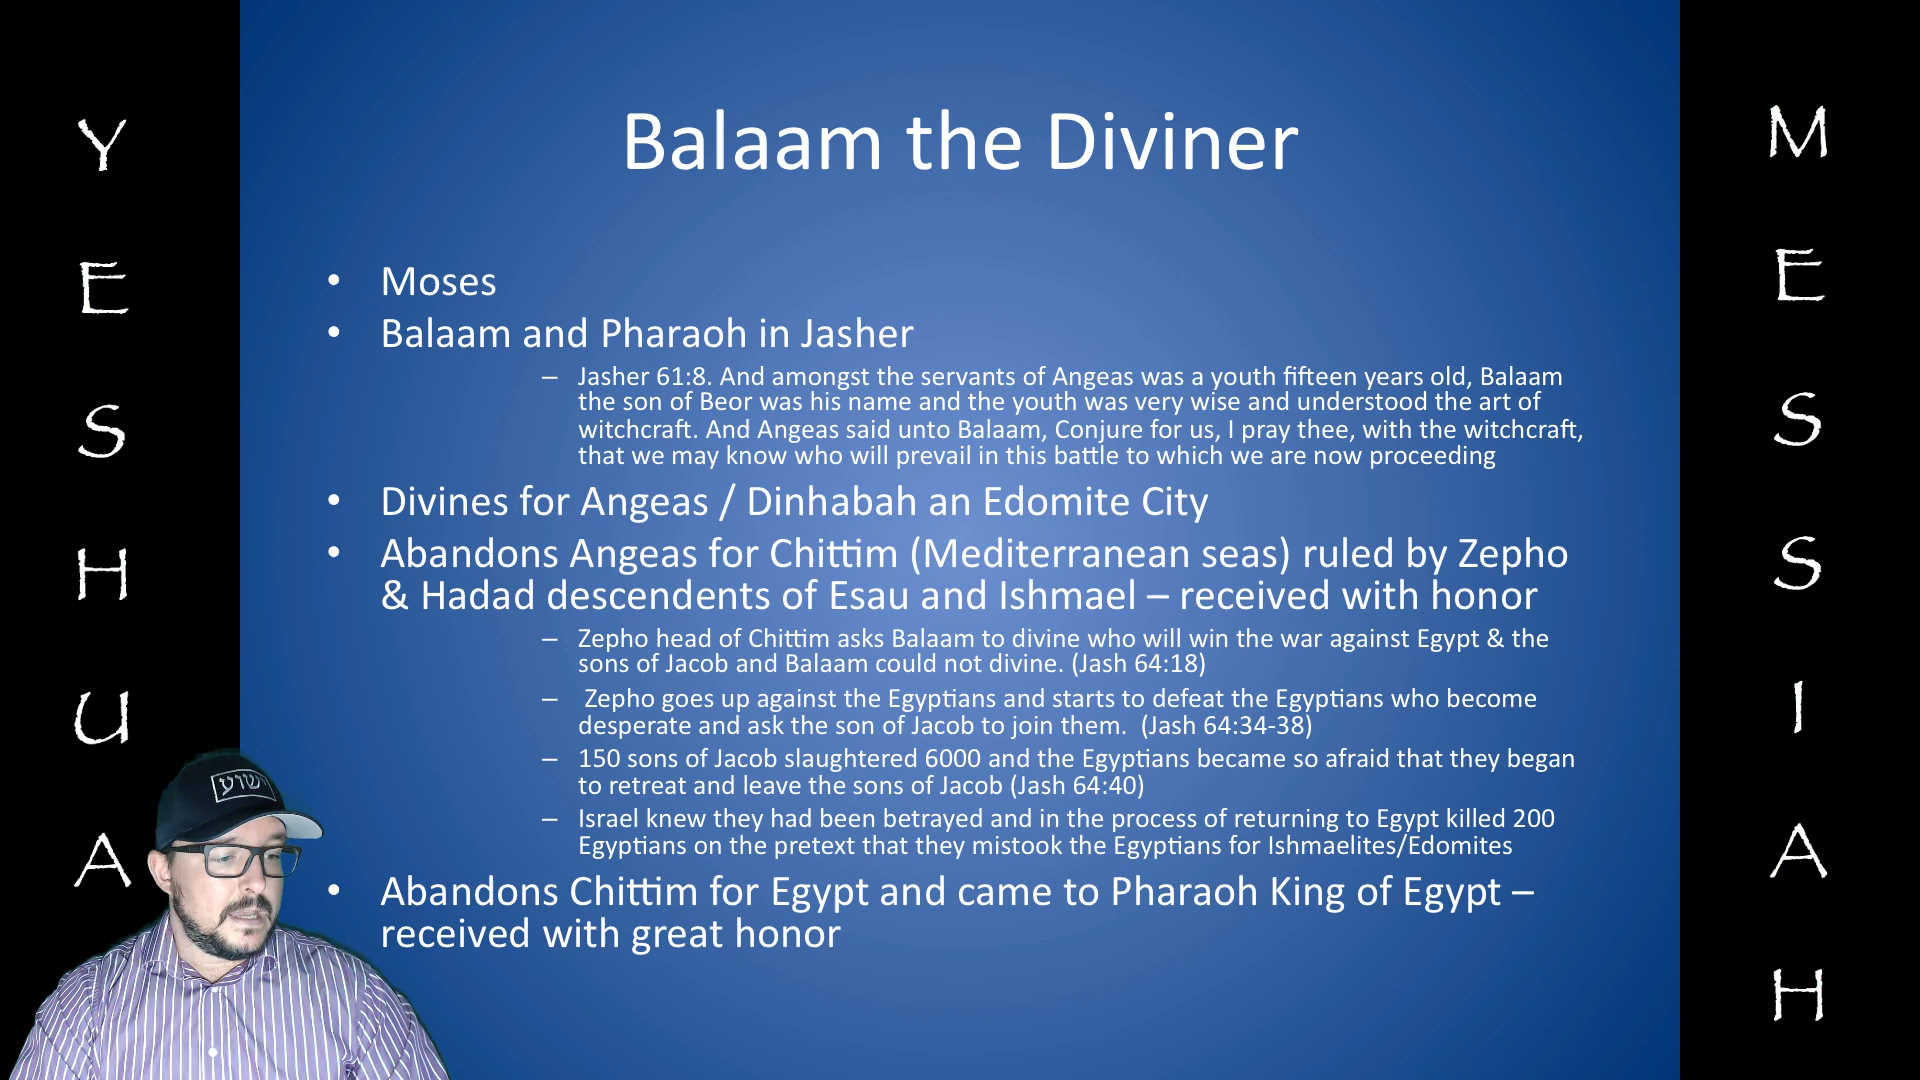 Y
E
S
H
U
A
Balaam the Diviner
• Moses
• Balaam and Pharaoh in Jasher
– Jasher 61:8. And amongst the servants of Angeas was a youth fifteen years old, Balaam
the son of Beor was his name and the youth was very wise and understood the art of
witchcraft. And Angeas said unto Balaam, Conjure for us, I pray thee, with the witchcraft,
that we may know who will prevail in this battle to which we are now proceeding
• Divines for Angeas / Dinhabah an Edomite City
• Abandons Angeas for Chittim (Mediterranean seas) ruled by Zepho
& Hadad descendents of Esau and Ishmael – received with honor
– Zepho head of Chittim asks Balaam to divine who will win the war against Egypt & the
sons of Jacob and Balaam could not divine. (Jash 64:18)
– Zepho goes up against the Egyptians and starts to defeat the Egyptians who become
desperate and ask the son of Jacob to join them. (Jash 64:34-38)
– 150 sons of Jacob slaughtered 6000 and the Egyptians became so afraid that they began
to retreat and leave the sons of Jacob (Jash 64:40)
– Israel knew they had been betrayed and in the process of returning to Egypt killed 200
Egyptians on the pretext that they mistook the Egyptians for Ishmaelites/Edomites
• Abandons Chittim for Egypt and came to Pharaoh King of Egypt –
received with great honor
ישוע
M
E
S
S
I
A
H